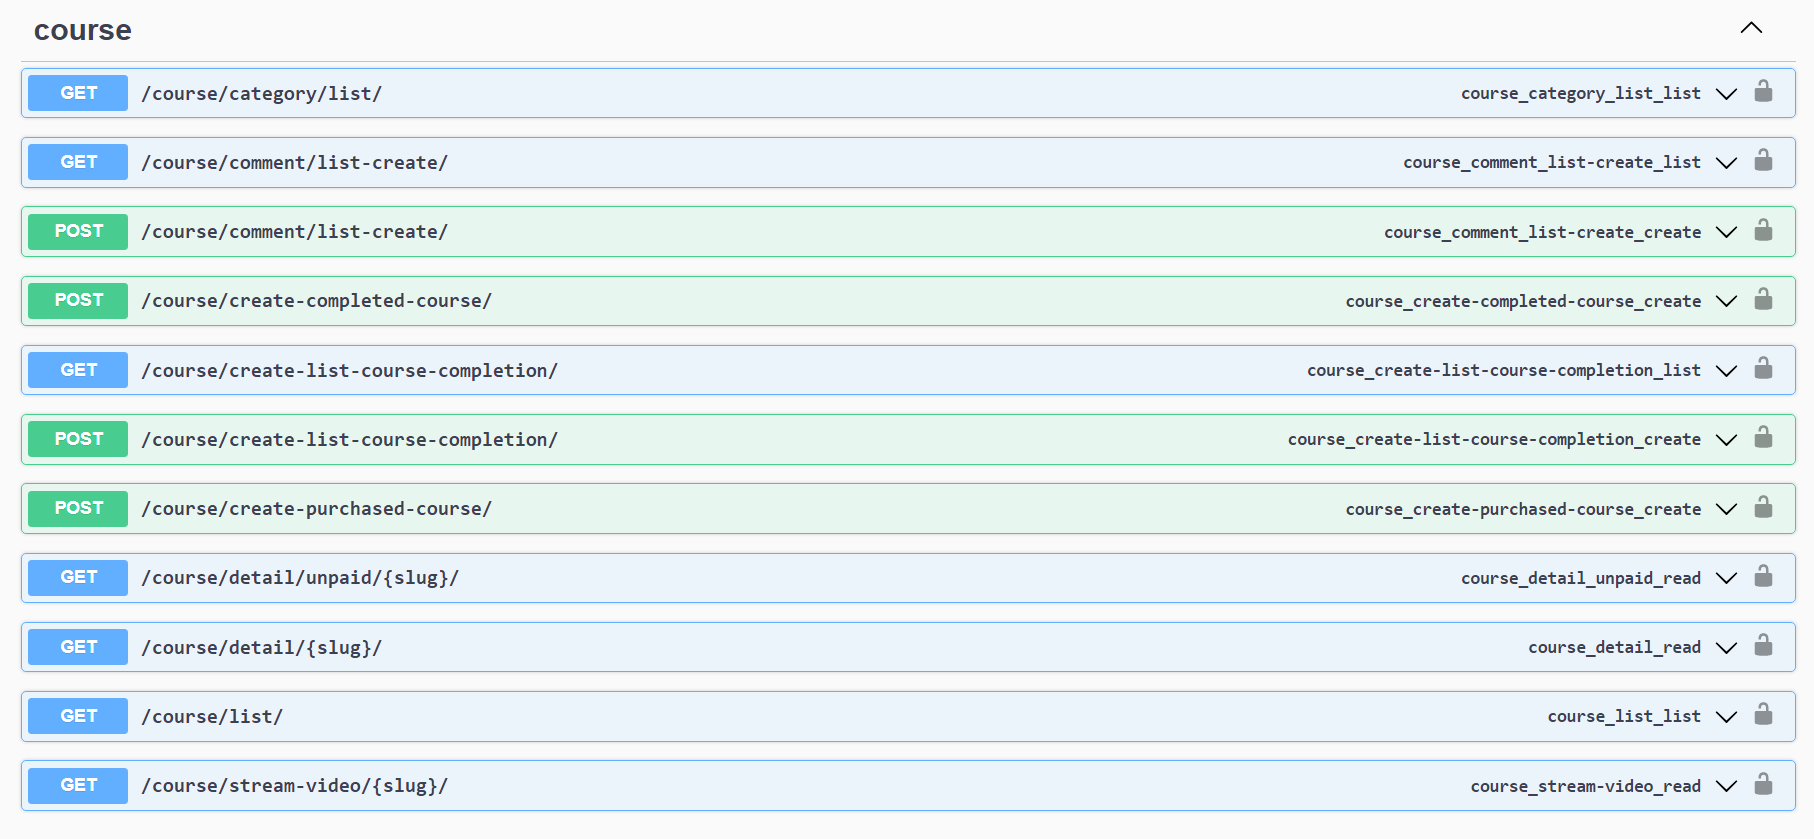 course
GET /course/category/list/ course_category_list_list
GET /course/comment/list-create/ course_comment_list-create_list
POST /course/comment/list-create/ course_comment_list-create_create
POST /course/create-completed-course/ course_create-completed-course_create
GET /course/create-list-course-completion/ course_create-list-course-completion_list
POST /course/create-list-course-completion/ course_create-list-course-completion_create
POST /course/create-purchased-course/ course_create-purchased-course_create
GET /course/detail/unpaid/{slug}/ course_detail_unpaid_read
GET /course/detail/{slug}/ course_detail_read
GET /course/list/ course_list_list
GET /course/stream-video/{slug}/ course_stream-video_read